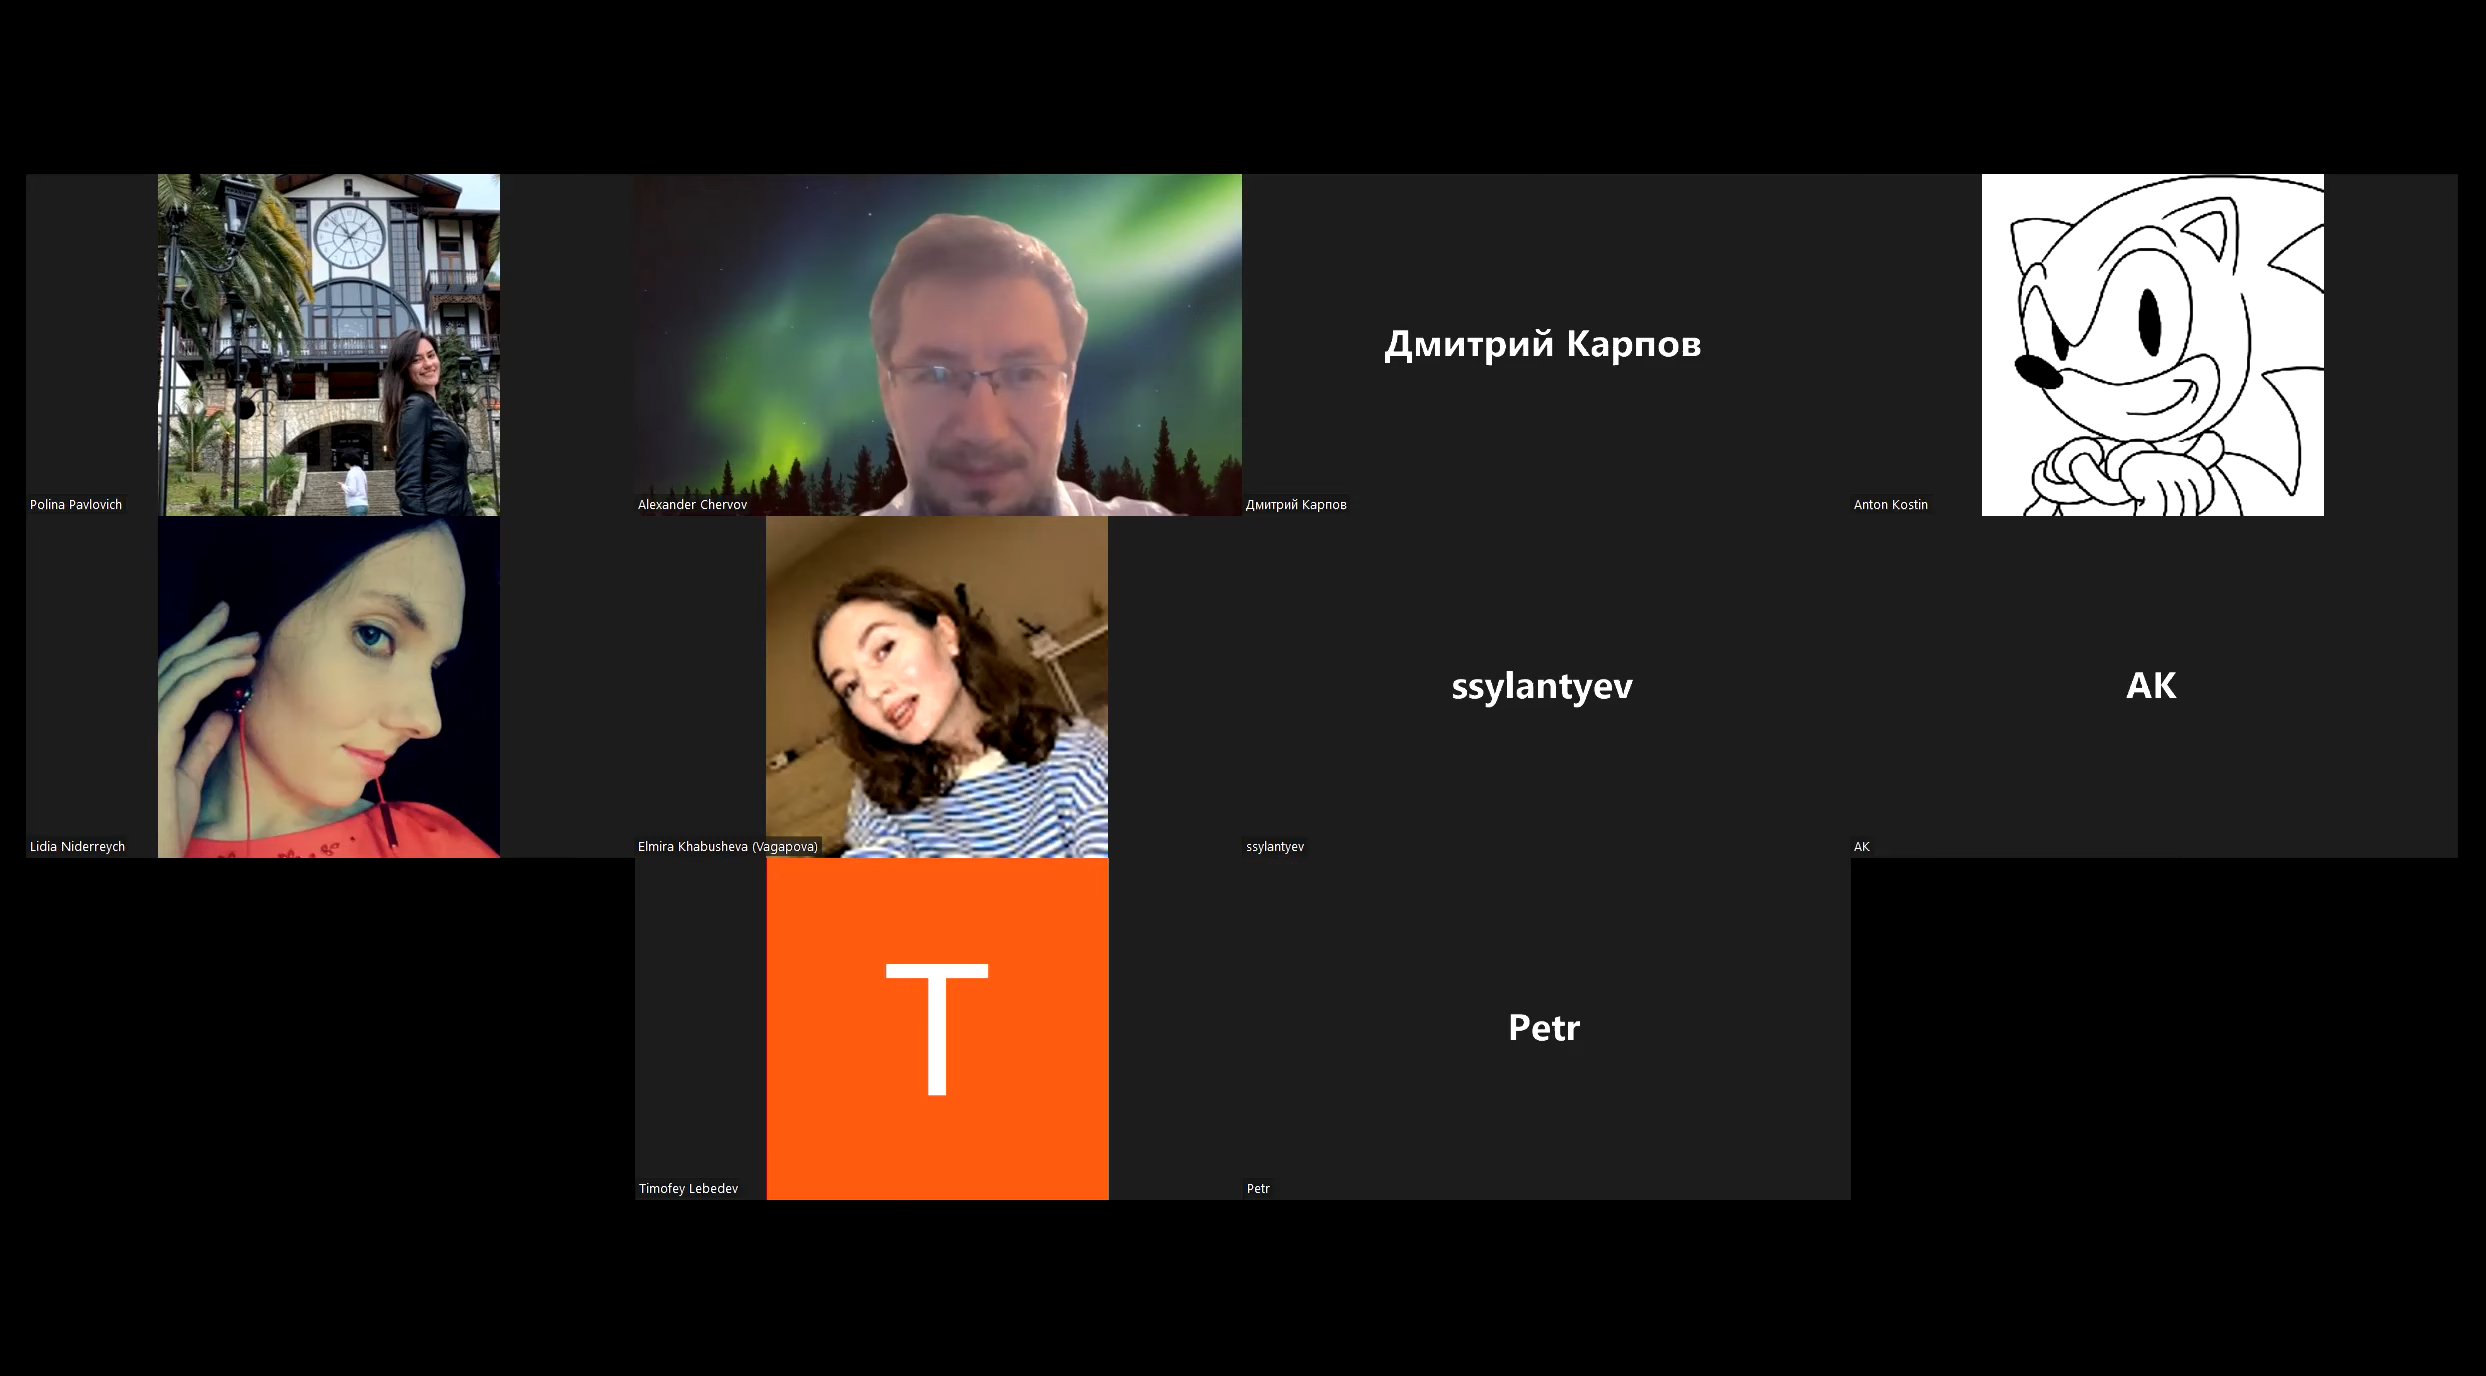 Дмитрий Карпов
Polina Pavlovich
Alexander Chervov
Дмитрий Карпов
Anton Kostin
ssylantyev
AK
Lidia Niderreych
Elmira Khabusheva (Vagapova)
ssylantyev
AK
T
Petr
Timofey Lebedev
Petr